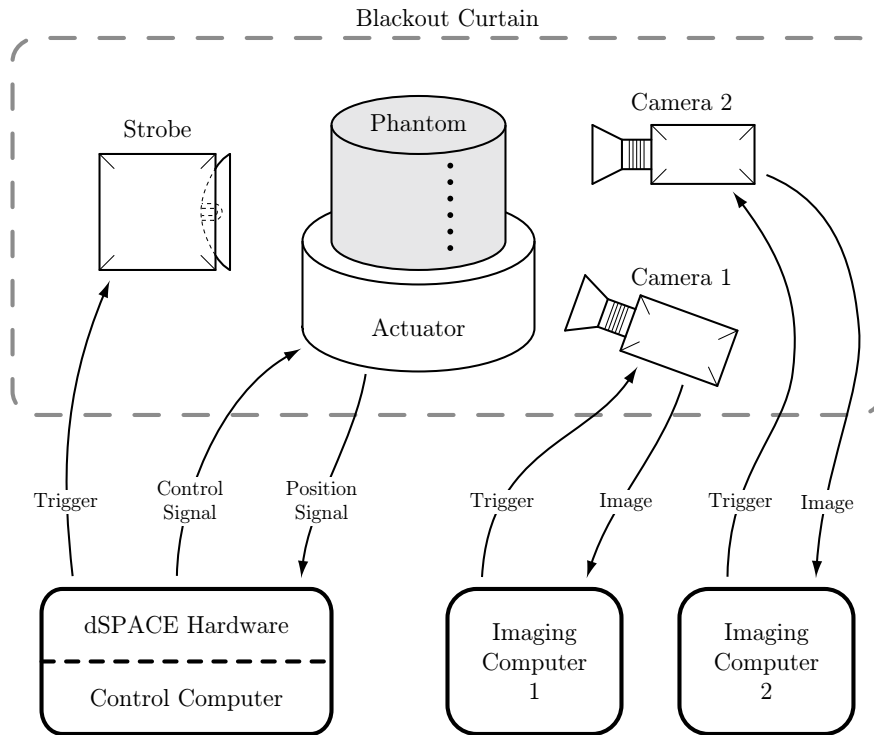 Blackout Curtain
Camera 2
Phantom
Strobe
Camera 1
Actuator
Trigger
Control
Signal
Position
Signal
Trigger
Image
Trigger
Image
dSPACE Hardware
Control Computer
Imaging
Computer
1
Imaging
Computer
2